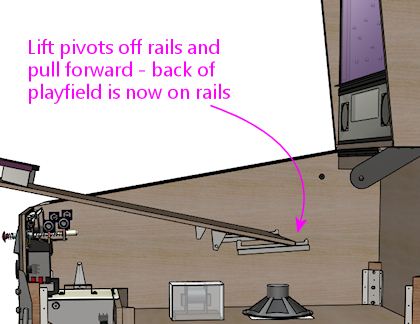 Lift pivots off rails and
pull forward - back of
playfield is now on rails